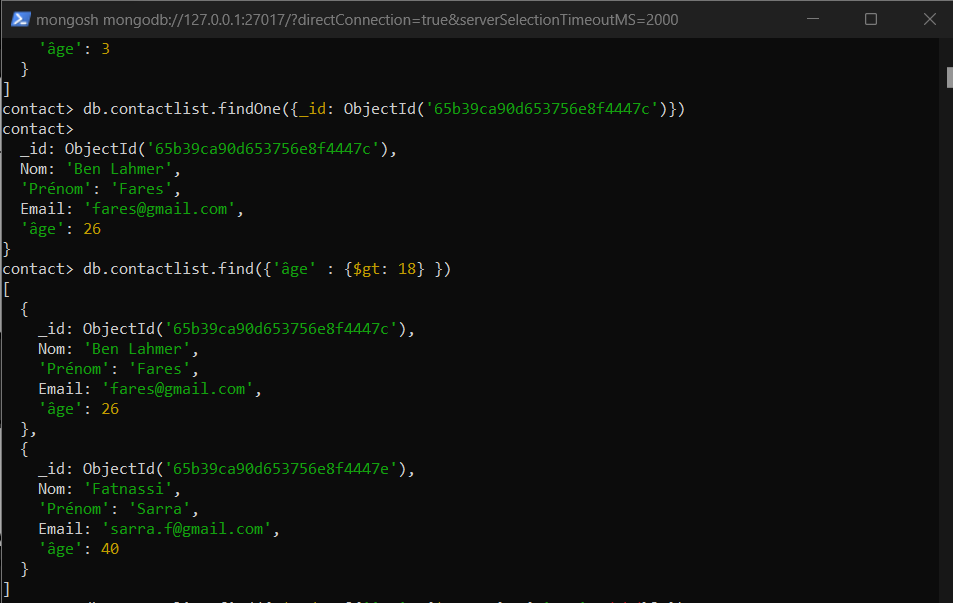 mongosh mongodb://127.0.0.1:27017/?directConnection=true&serverSelectionTimeoutMS=2000
    'âge': 3
  }
]
contact> db.contactlist.findOne({_id: ObjectId('65b39ca90d653756e8f4447c')})
contact>
  _id: ObjectId('65b39ca90d653756e8f4447c'),
  Nom: 'Ben Lahmer',
  'Prénom': 'Fares',
  Email: 'fares@gmail.com',
  'âge': 26
}
contact> db.contactlist.find({'âge' : {$gt: 18} })
[
  {
    _id: ObjectId('65b39ca90d653756e8f4447c'),
    Nom: 'Ben Lahmer',
    'Prénom': 'Fares',
    Email: 'fares@gmail.com',
    'âge': 26
  },
  {
    _id: ObjectId('65b39ca90d653756e8f4447e'),
    Nom: 'Fatnassi',
    'Prénom': 'Sarra',
    Email: 'sarra.f@gmail.com',
    'âge': 40
  }
]